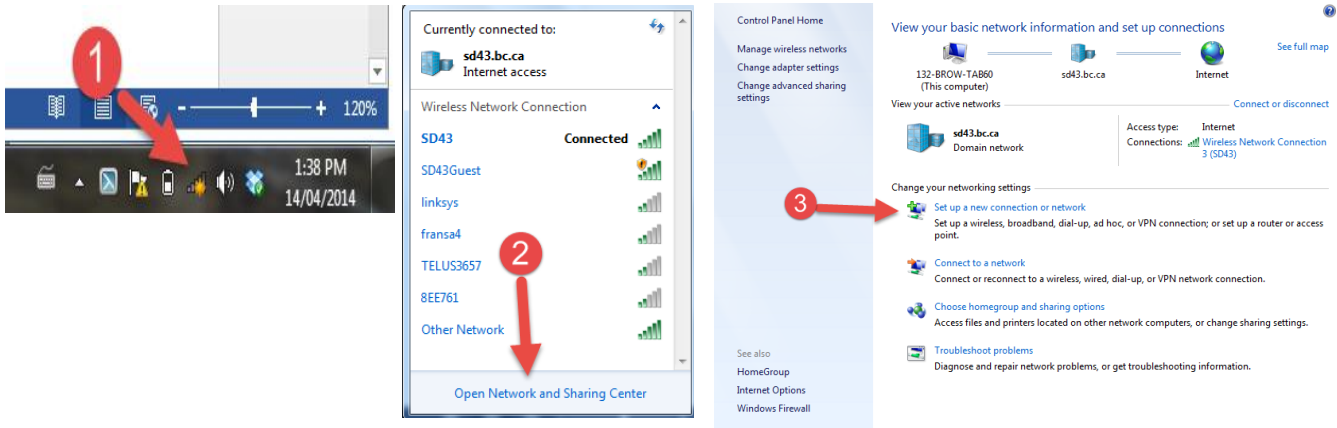 1
120%
1:38 PM
14/04/2014
Currently connected to:
sd43.bc.ca
Internet access
Wireless Network Connection
SD43 Connected
SD43Guest
linksys
fransa4
2
TELUS3657
8EE761
Other Network
Open Network and Sharing Center
Control Panel Home
Manage wireless networks
Change adapter settings
Change advanced sharing
settings
See also
HomeGroup
Internet Options
Windows Firewall
View your basic network information and set up connections
See full map
132-BROW-TAB60 sd43.bc.ca Internet
(This computer)
View your active networks Connect or disconnect
sd43.bc.ca
Domain network
Access type: Internet
Connections: Wireless Network Connection
3 (SD43)
Change your networking settings
3
Set up a new connection or network
Set up a wireless, broadband, dial-up, ad hoc, or VPN connection; or set up a router or access
point.
Connect to a network
Connect or reconnect to a wireless, wired, dial-up, or VPN network connection.
Choose homegroup and sharing options
Access files and printers located on other network computers, or change sharing settings.
Troubleshoot problems
Diagnose and repair network problems, or get troubleshooting information.